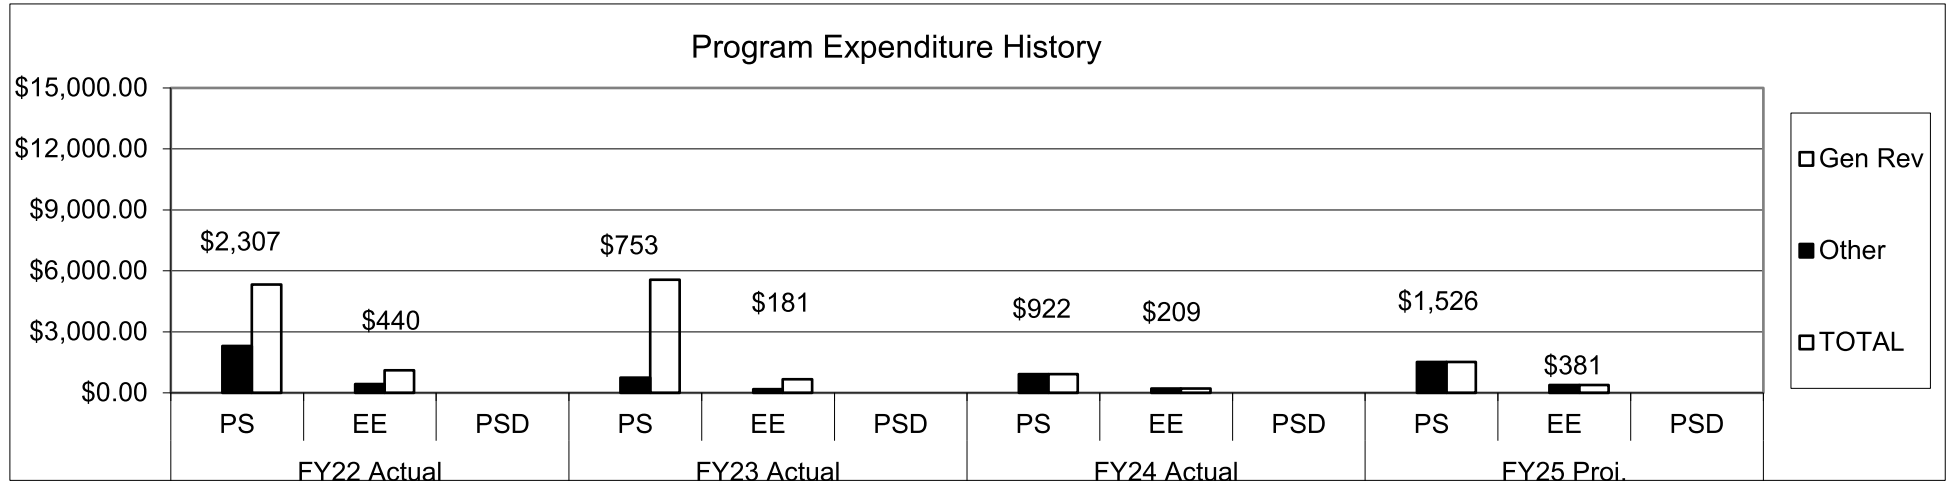 Program Expenditure History
$15,000.00
$12,000.00
$9,000.00
$6,000.00
$3,000.00
$0.00
$2,307
$440
$753
$181
$922
$209
$1,526
$381
PS EE PSD PS EE PSD PS EE PSD PS EE PSD
FY22 Actual FY23 Actual FY24 Actual FY25 Proj.
Gen Rev
Other
TOTAL